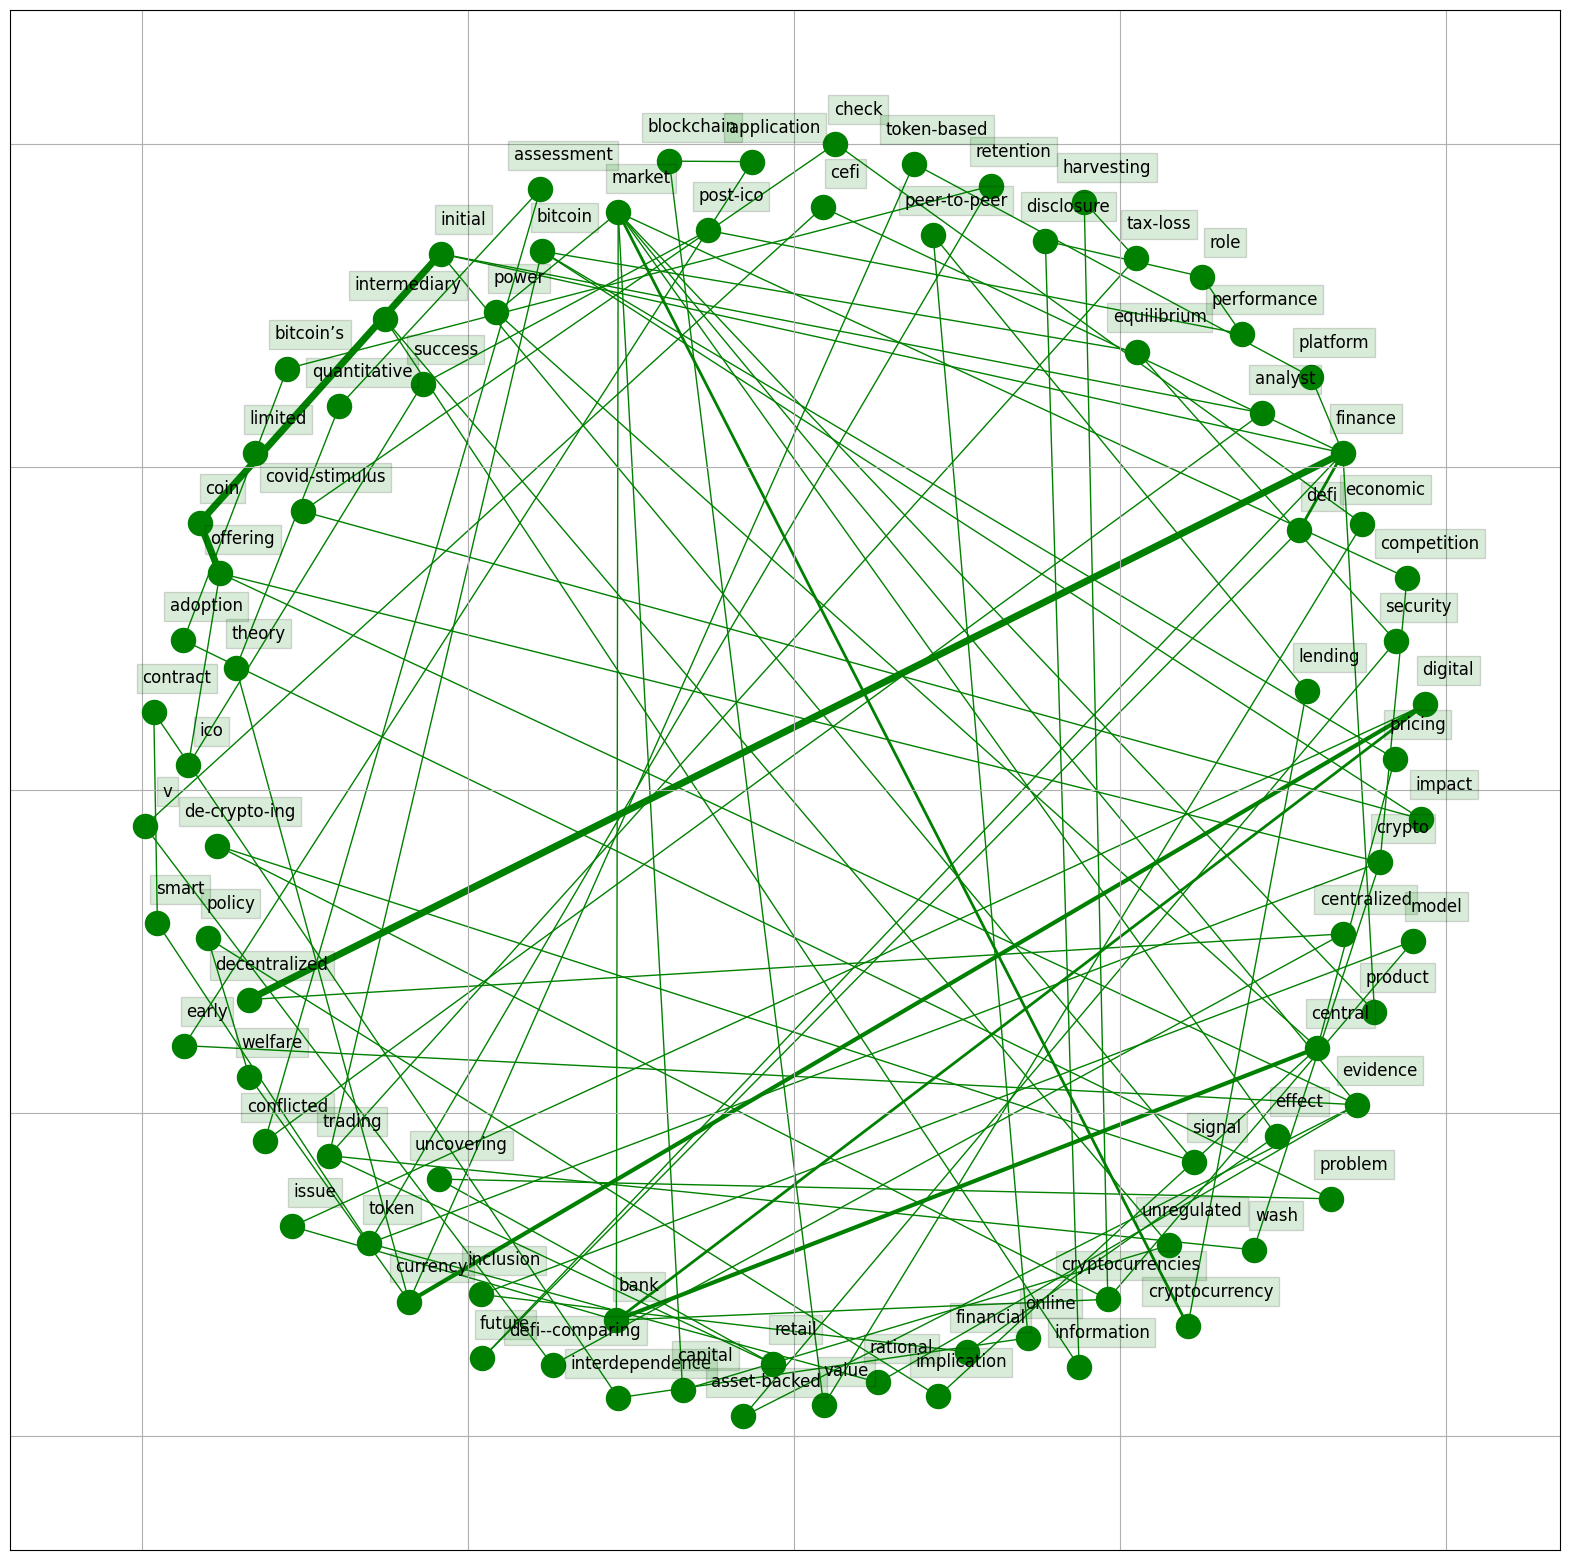 check
blockchain
application
token-based
assessment
retention
harvesting
market
cefi
post-ico
peer-to-peer
disclosure
initial
bitcoin
tax-loss
role
intermediary
power
performance
equilibrium
bitcoin’s
success
platform
quantitative
analyst
limited
finance
covid-stimulus
coin
defi
economic
offering
competition
adoption
theory
security
contract
lending
digital
ico
pricing
v
de-crypto-ing
impact
crypto
smart
policy
centralized
model
decentralized
product
early
central
welfare
evidence
conflicted
trading
effect
uncovering
signal
problem
issue
token
unregulated
wash
currency
inclusion
bank
cryptocurrencies
cryptocurrency
future
defi--comparing
retail
financial
online
information
interdependence
capital
rational
implication
asset-backed
value